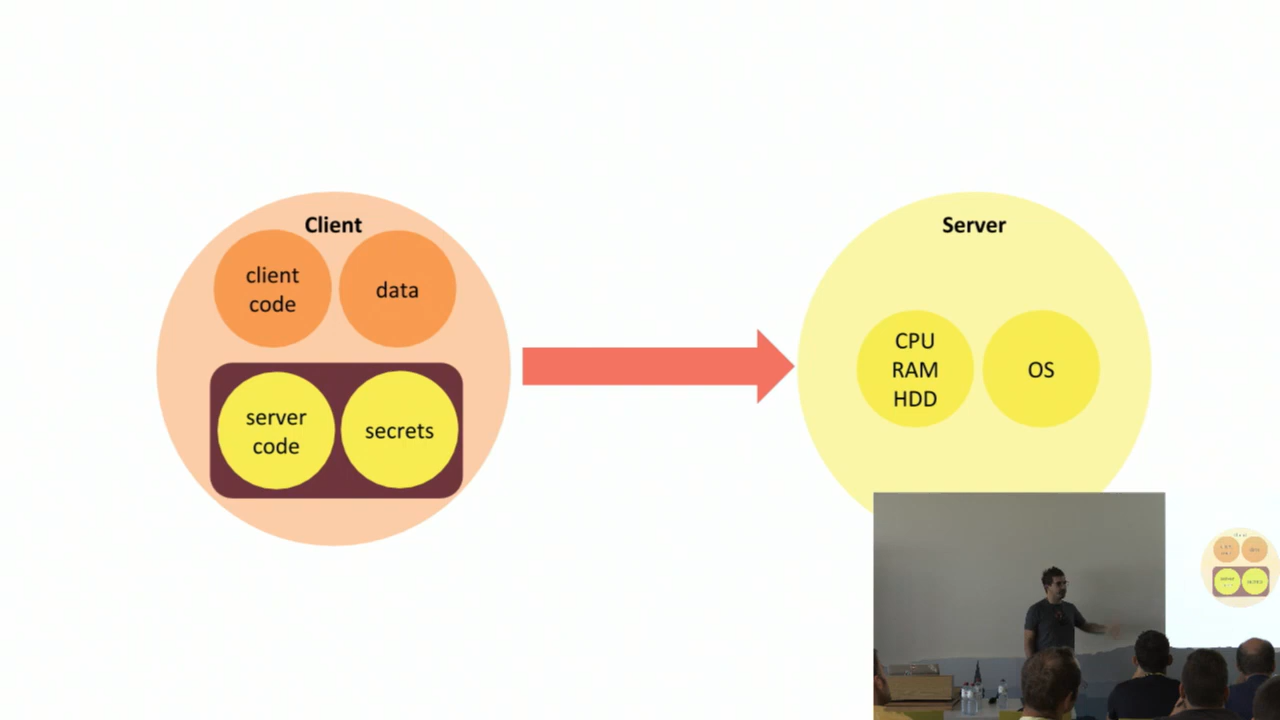 Client
client
code
data
server
code
secrets
Server
CPU
RAM
HDD
OS